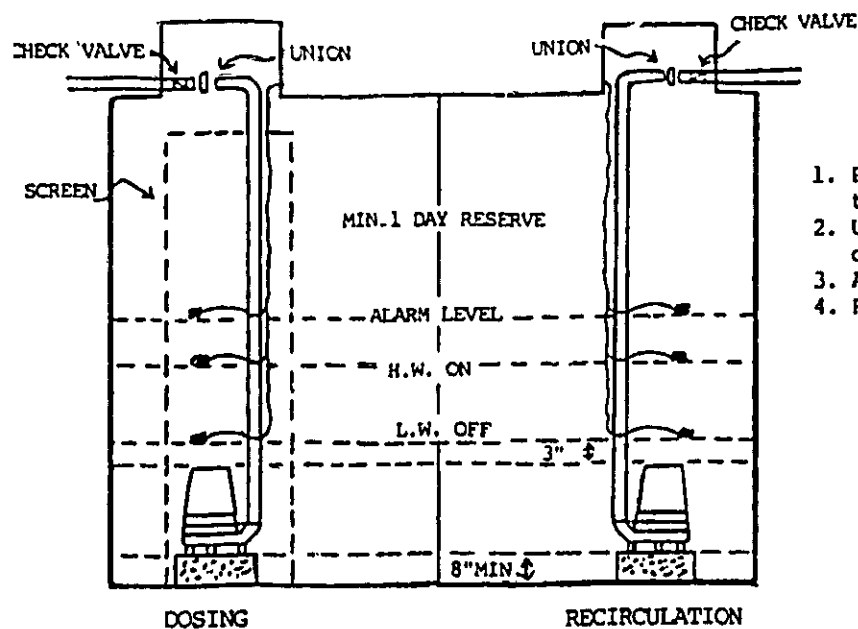 CHECK VALVE
UNION
UNION
CHECK VALVE
SCREEN
MIN. 1 DAY RESERVE
ALARM LEVEL
H.W. ON
L.W. OFF
3"
8"MIN
DOSING
RECIRCULATION
1.
2.
3.
4.